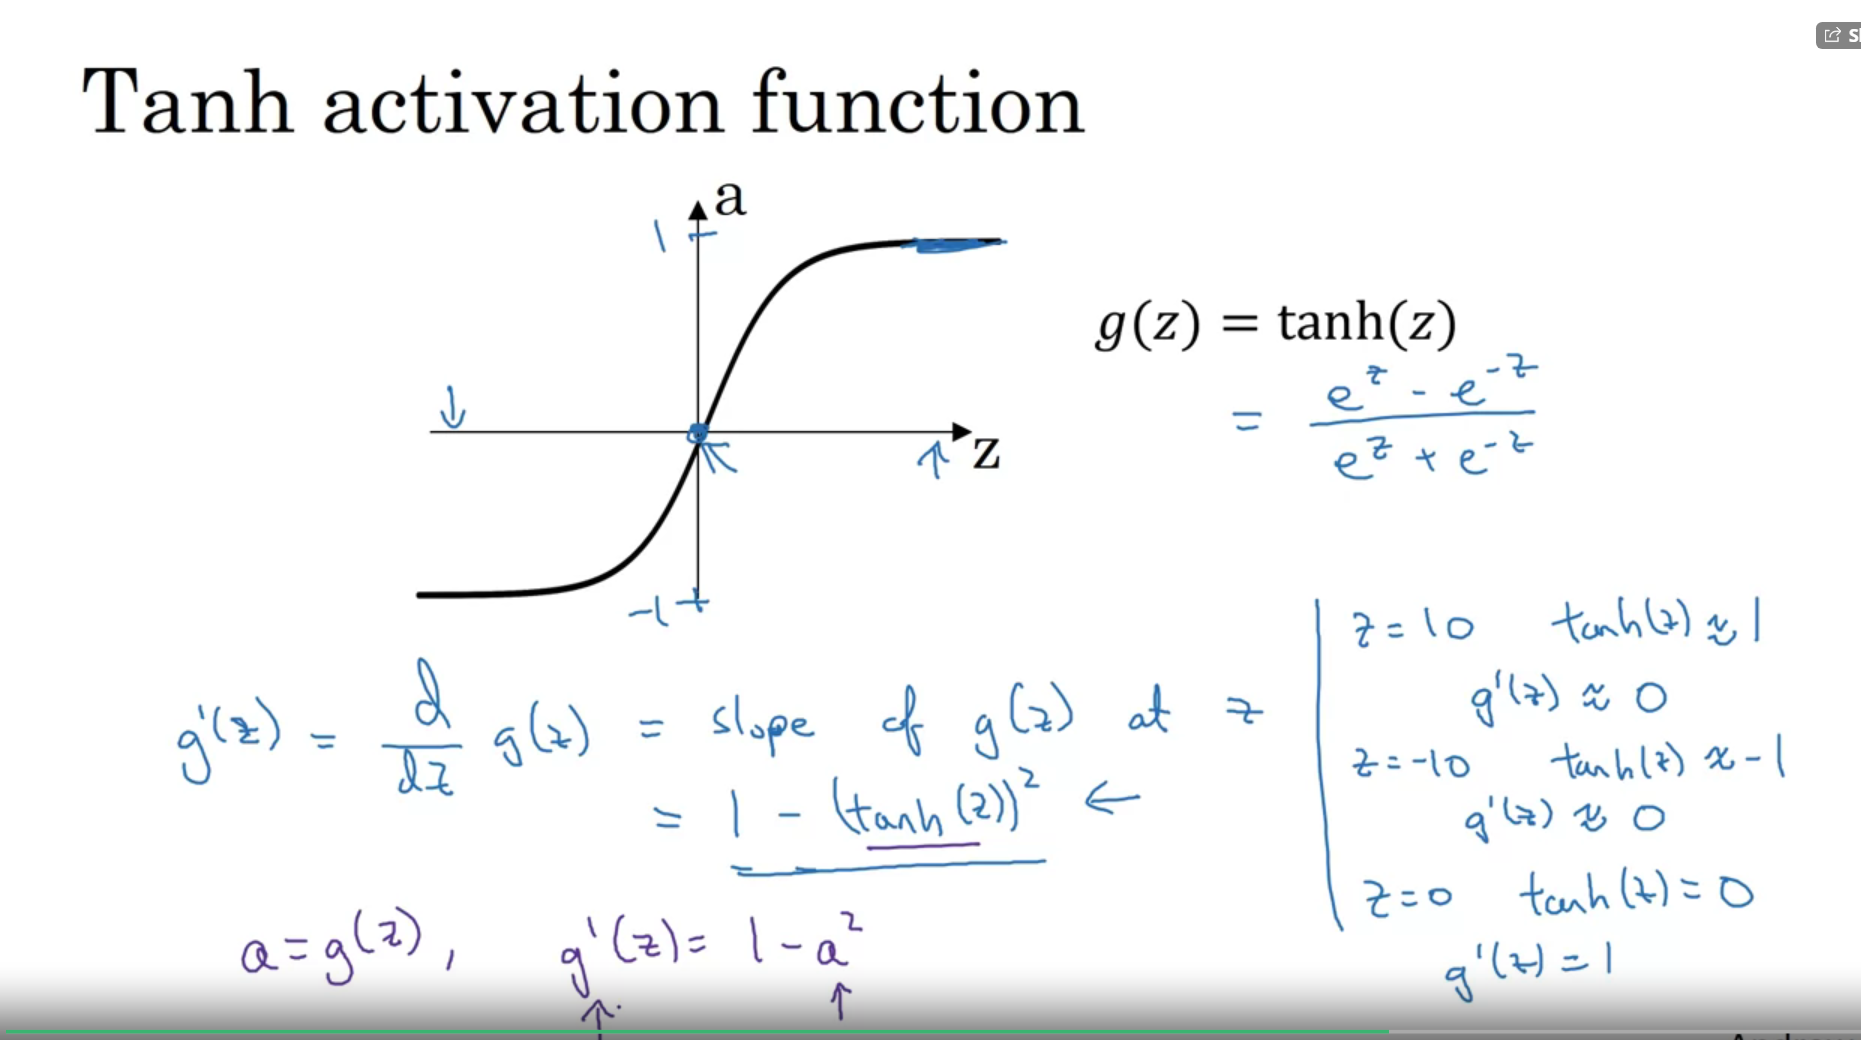 Tanh activation function
a
1
z
-1
g(z) = tanh(z)
= (e^z - e^-z) / (e^z + e^-z)
g'(z) = d/dz g(z) = slope of g(z) at z
= 1 - (tanh(z))² ←
a = g(z), g'(z) = 1 - a²
z = 10 tanh(z) ≈ 1
g'(z) ≈ 0
z = -10 tanh(z) ≈ -1
g'(z) ≈ 0
z = 0 tanh(z) = 0
g'(z) = 1